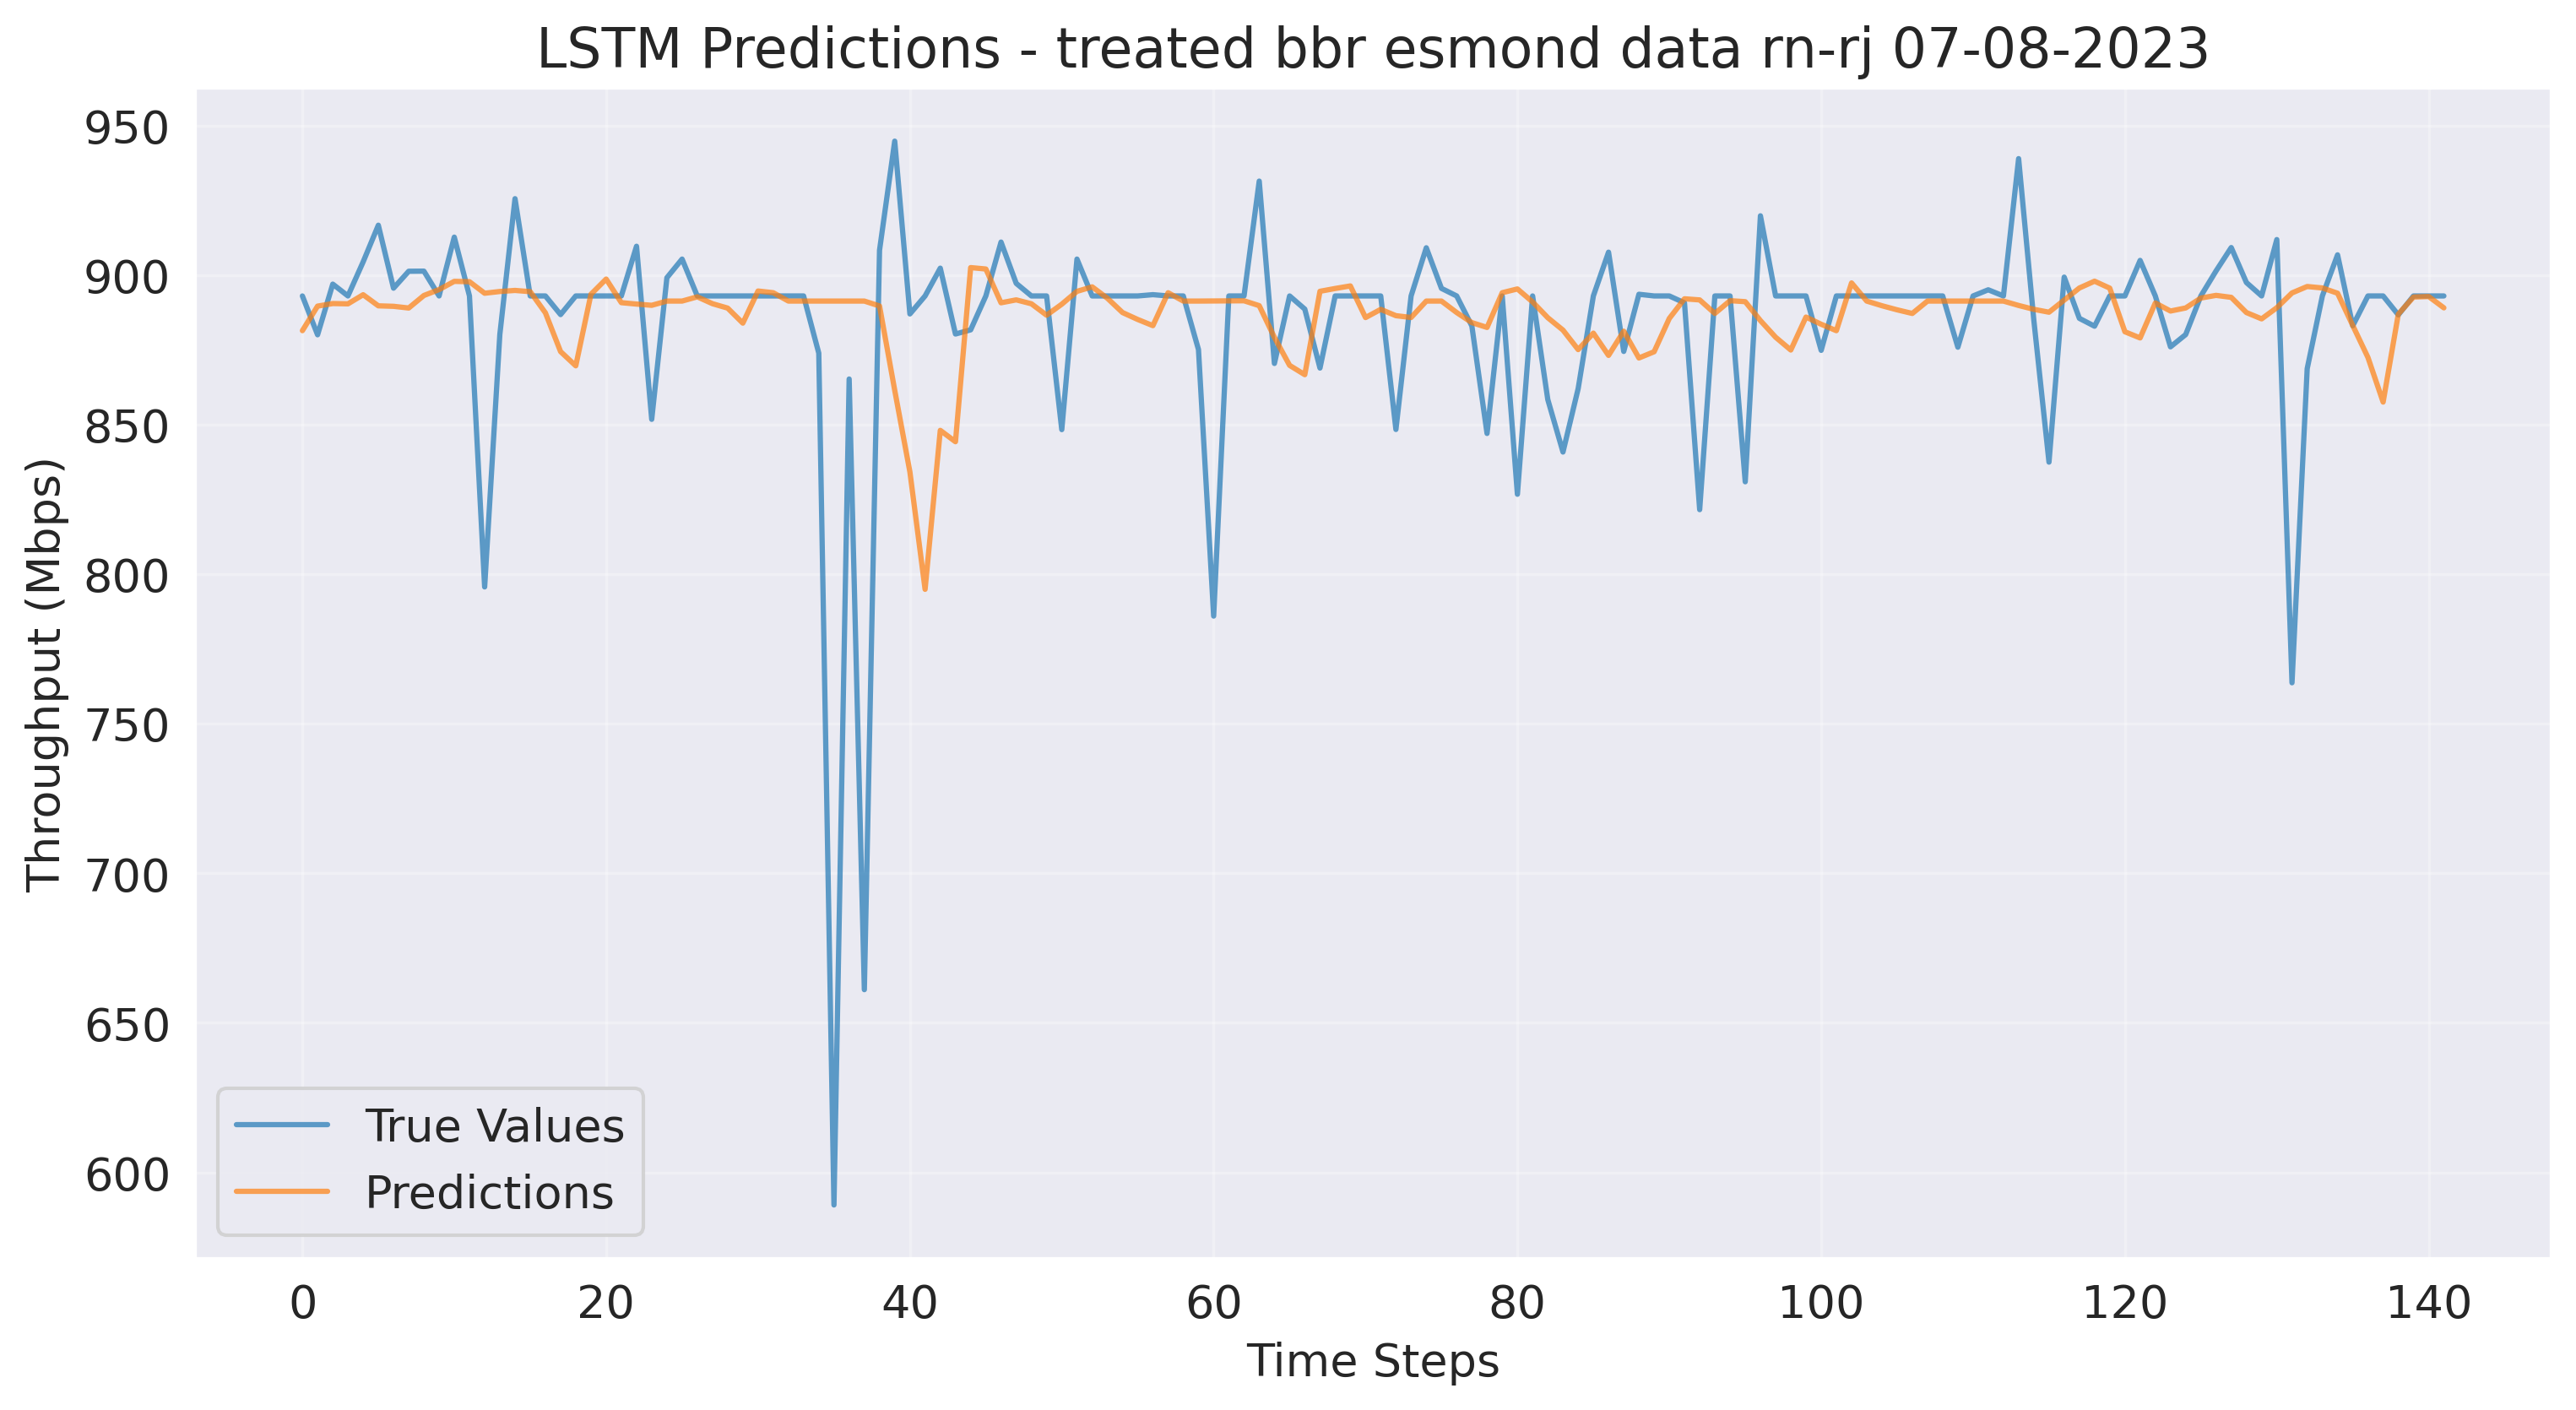 LSTM Predictions - treated bbr esmond data rn-rj 07-08-2023
950
900
850
800
750
700
650
600
Throughput (Mbps)
True Values
Predictions
0 20 40 60 80 100 120 140
Time Steps